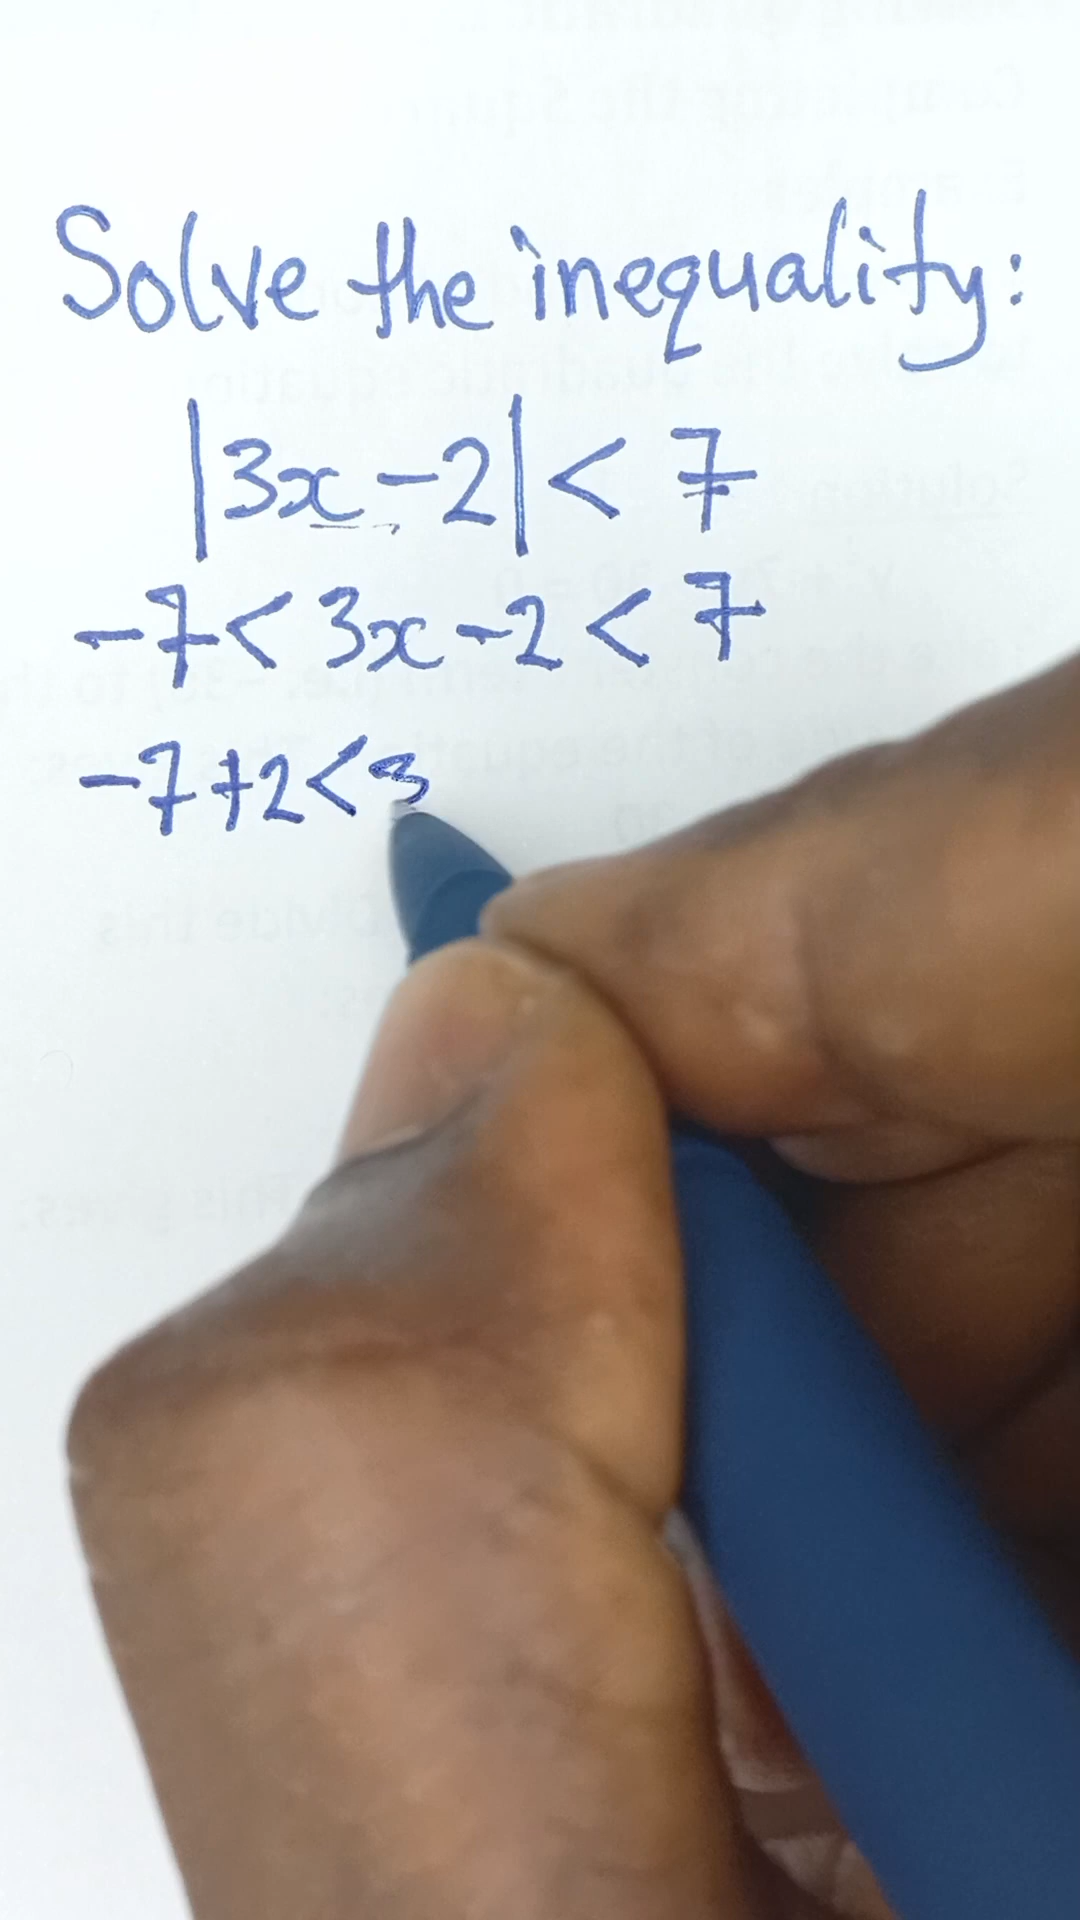 Solve the inequality:
|3x-2| < 7
-7 < 3x-2 < 7
-7+2<3